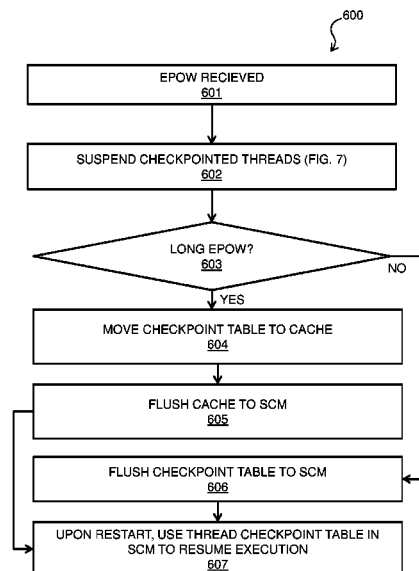 600
EPOW RECIEVED
601
SUSPEND CHECKPOINTED THREADS (FIG. 7)
602
LONG EPOW?
603
NO
YES
MOVE CHECKPOINT TABLE TO CACHE
604
FLUSH CACHE TO SCM
605
FLUSH CHECKPOINT TABLE TO SCM
606
UPON RESTART, USE THREAD CHECKPOINT TABLE IN
SCM TO RESUME EXECUTION
607